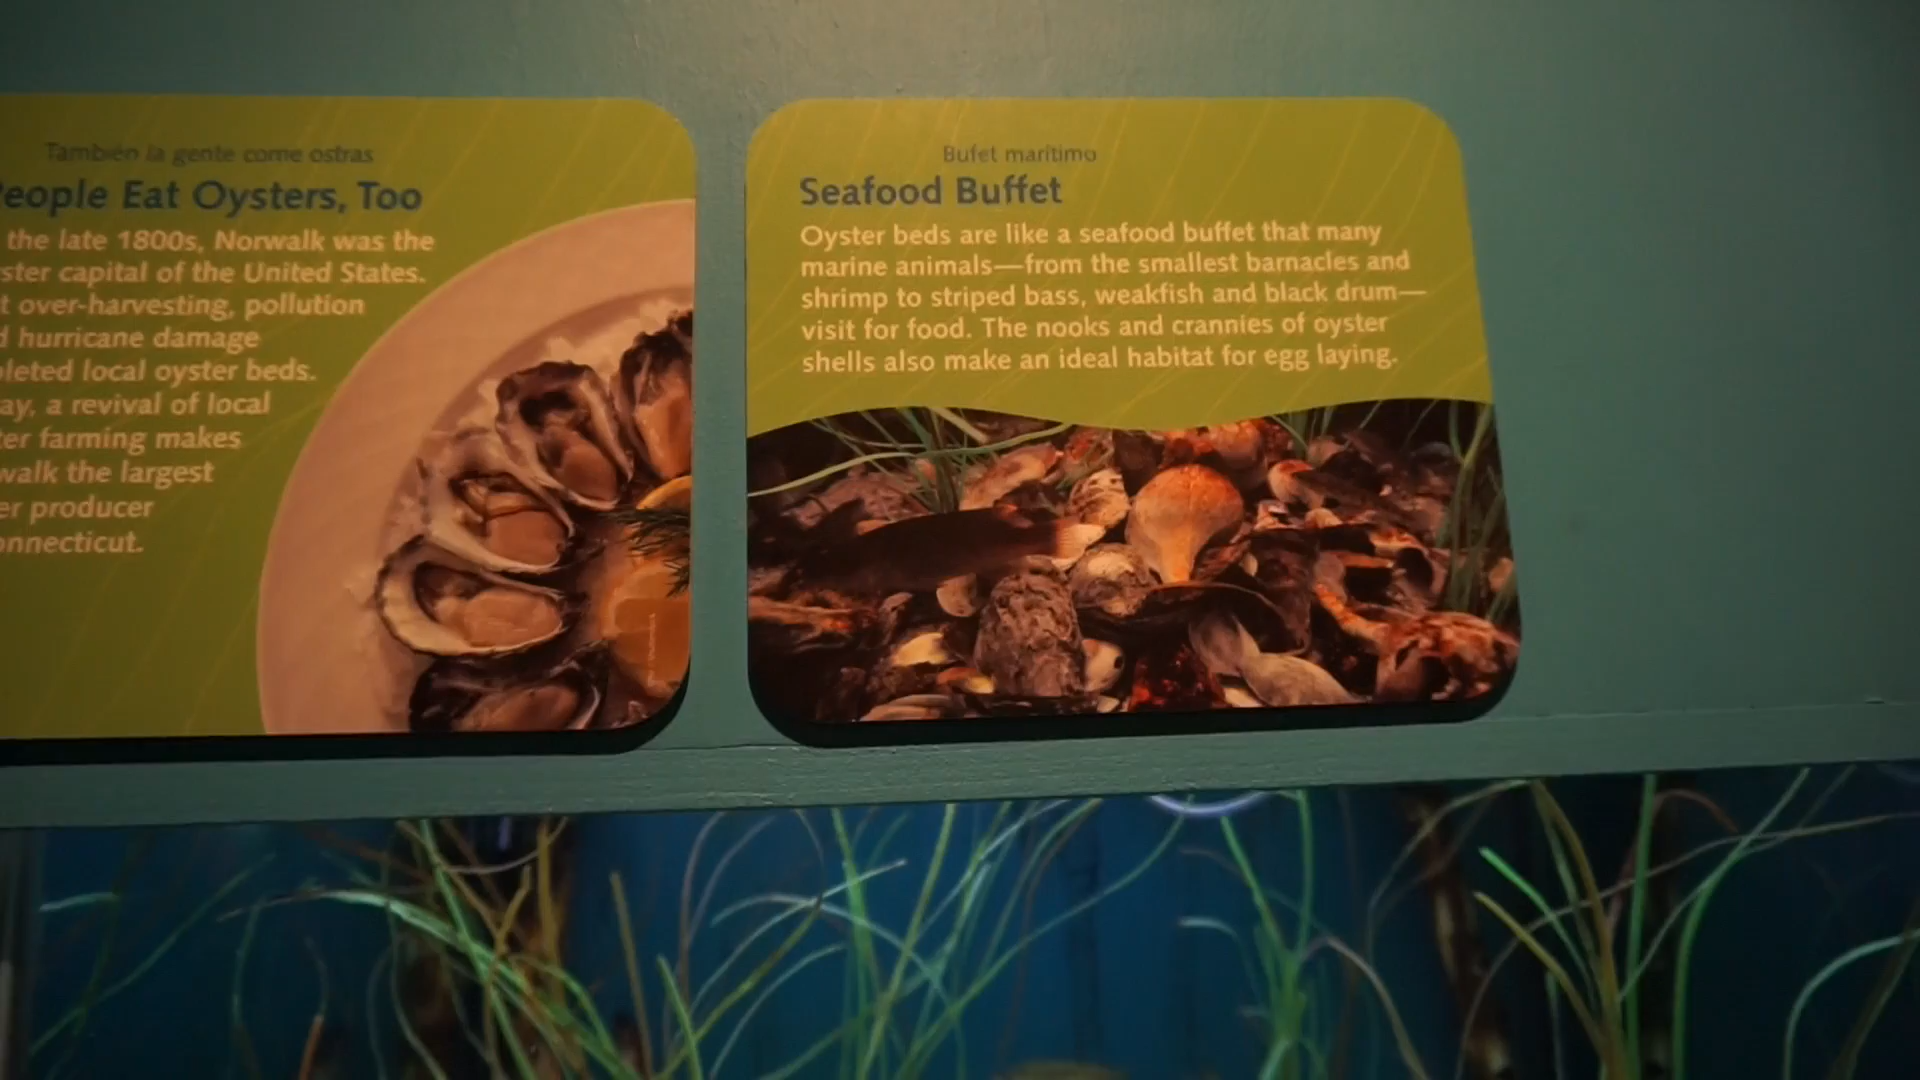 También la gente come ostras
People Eat Oysters, Too
the late 1800s, Norwalk was the
ster capital of the United States.
t over-harvesting, pollution
d hurricane damage
pleted local oyster beds.
ay, a revival of local
ter farming makes
walk the largest
er producer
onnecticut.
Bufet marítimo
Seafood Buffet
Oyster beds are like a seafood buffet that many
marine animals—from the smallest barnacles and
shrimp to striped bass, weakfish and black drum—
visit for food. The nooks and crannies of oyster
shells also make an ideal habitat for egg laying.